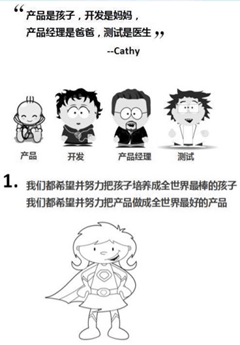 “产品是孩子，开发是妈妈，
产品经理是爸爸，测试是医生”
--Cathy
产品 开发 产品经理 测试
1. 我们都希望并努力把孩子培养成全世界最棒的孩子
我们都希望并努力把产品做成全世界最好的产品